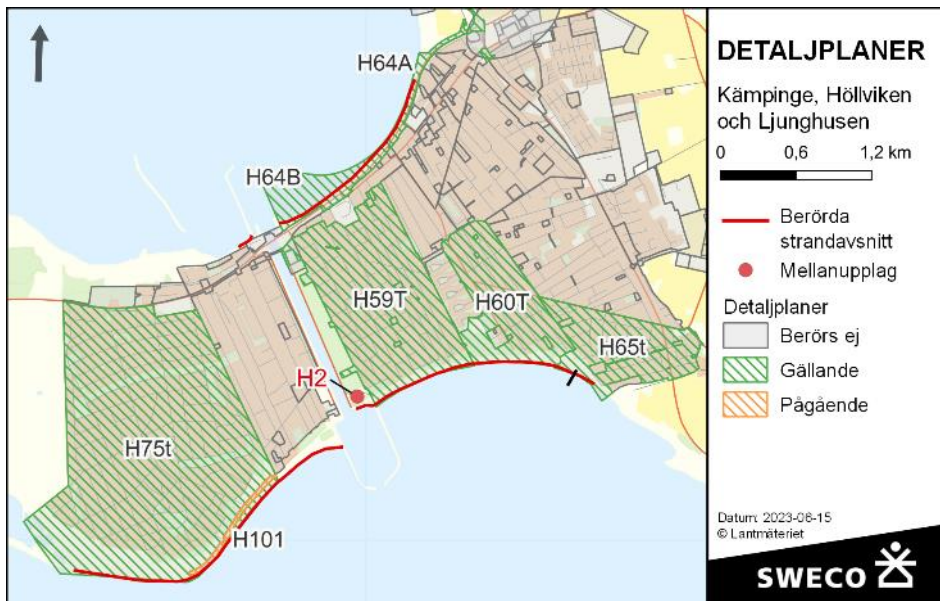 H64A
H64B
H59T
H60T
H65t
H2
H75t
H101
DETALJPLANER
Kämpinge, Höllviken
och Ljunghusen
0 0,6 1,2 km
Berörda
strandavsnitt
Mellanupplag
Detaljplaner
Berörs ej
Gällande
Pågående
Datum: 2023-06-15
© Lantmäteriet
SWECO